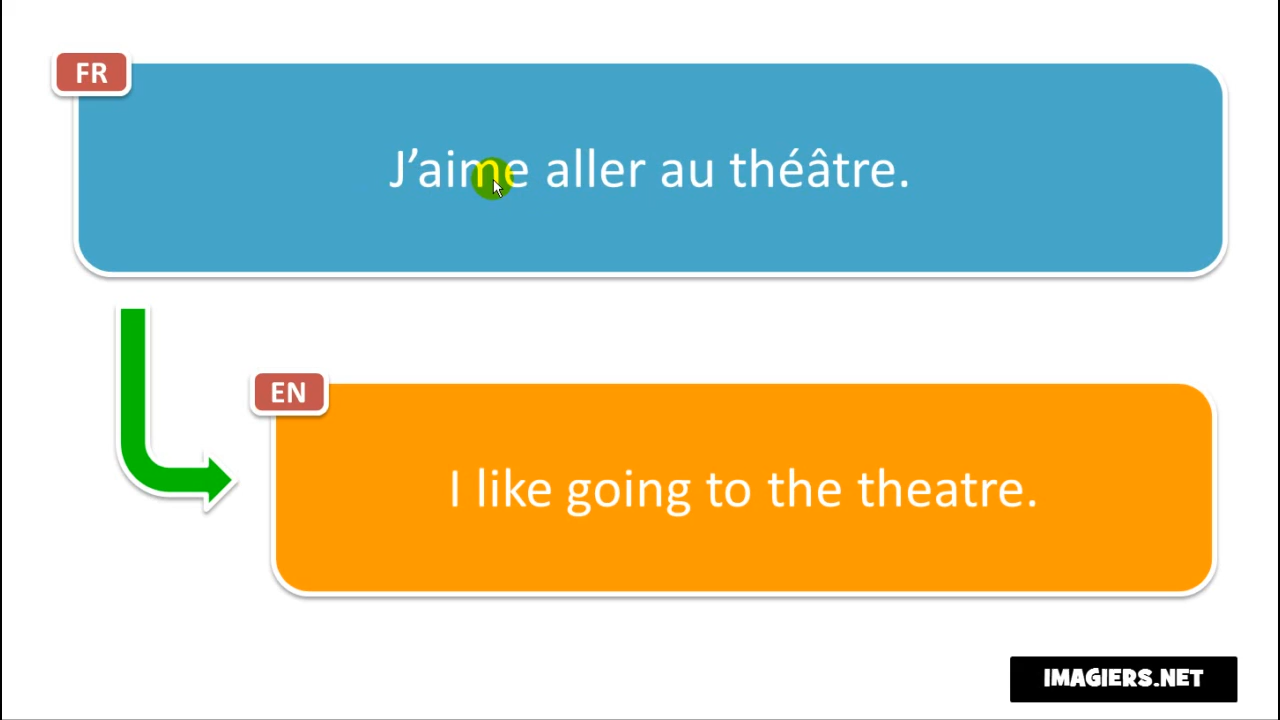 FR
J’aime aller au théâtre.
EN
I like going to the theatre.
IMAGIERS.NET